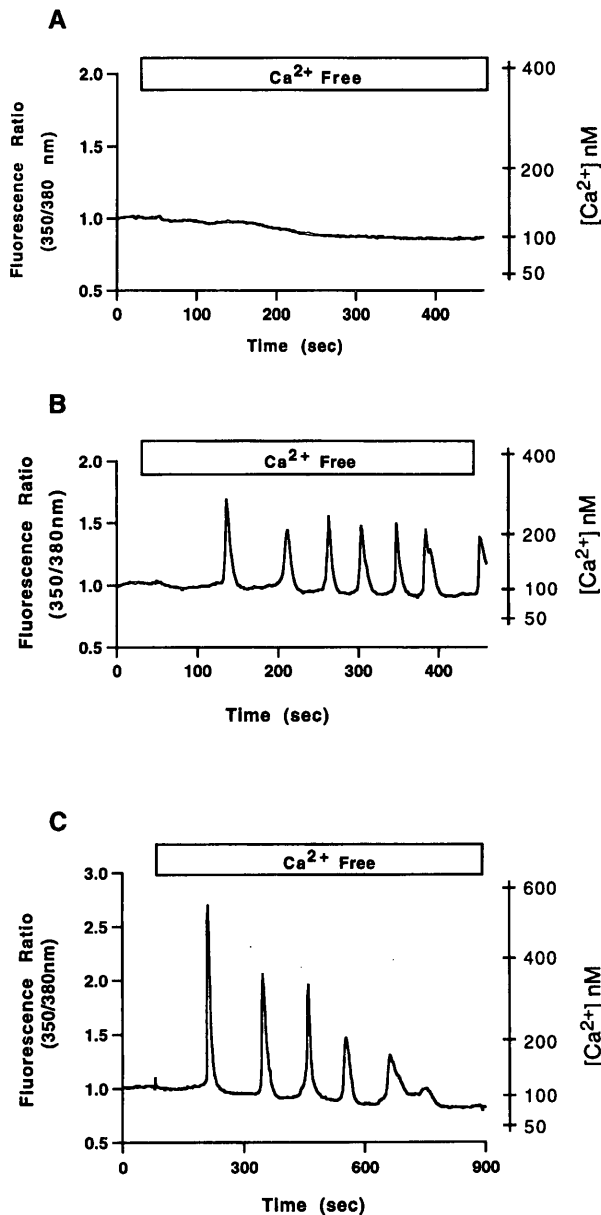 A
Ca2+ Free
Fluorescence Ratio
(350/380 nm)
2.0
1.5
1.0
0.5
400
200
100
50
[Ca2+] nM
0
100
200
300
400
Time (sec)
B
Ca2+ Free
Fluorescence Ratio
(350/380nm)
2.0
1.5
1.0
0.5
400
200
100
50
[Ca2+] nM
0
100
200
300
400
Time (sec)
C
Ca2+ Free
Fluorescence Ratio
(350/380nm)
3.0
2.5
2.0
1.5
1.0
0.5
600
400
200
100
50
[Ca2+] nM
0
300
600
900
Time (sec)